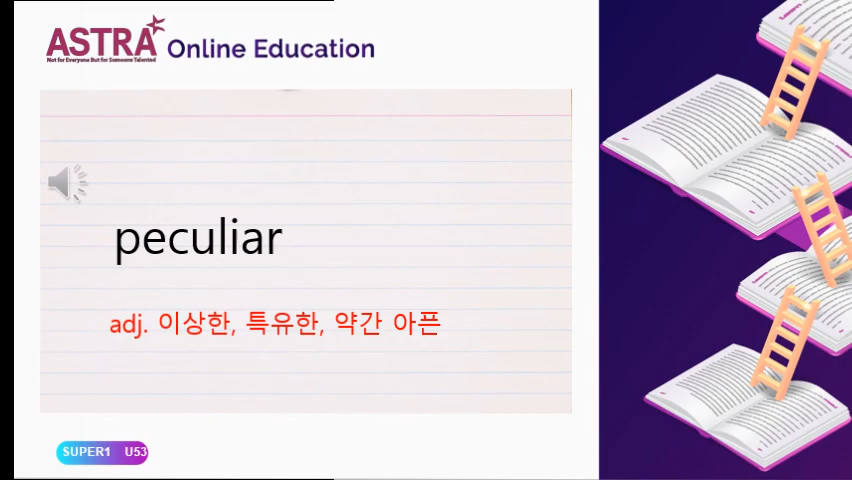 ASTRA Online Education
Not for Everyone But for Someone Talented
peculiar
adj. 이상한, 특유한, 약간 아픈
SUPER1 U53